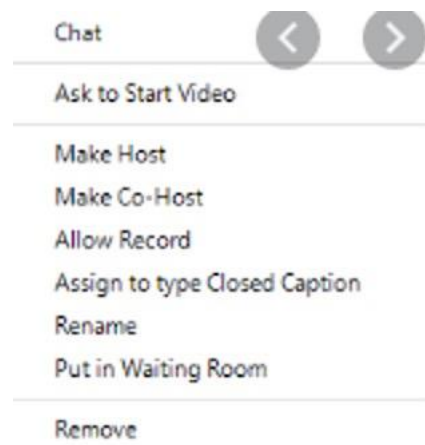 Chat
Ask to Start Video
Make Host
Make Co-Host
Allow Record
Assign to type Closed Caption
Rename
Put in Waiting Room
Remove